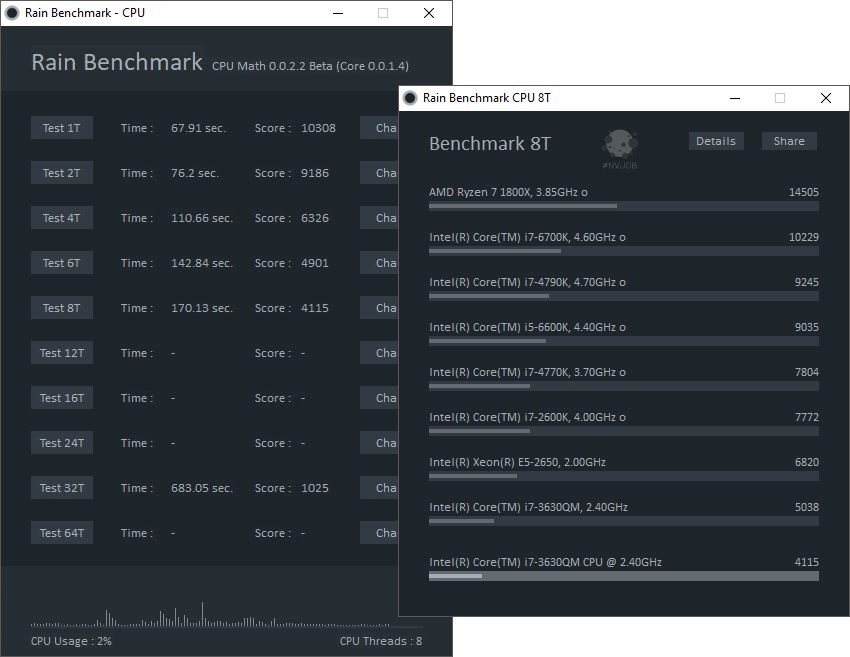 Rain Benchmark - CPU
Rain Benchmark CPU Math 0.0.2.2 Beta (Core 0.0.1.4)
Test 1T Time : 67.91 sec. Score : 10308 Cha
Test 2T Time : 76.2 sec. Score : 9186 Cha
Test 4T Time : 110.66 sec. Score : 6326 Cha
Test 6T Time : 142.84 sec. Score : 4901 Cha
Test 8T Time : 170.13 sec. Score : 4115 Cha
Test 12T Time : - Score : - Cha
Test 16T Time : - Score : - Cha
Test 24T Time : - Score : - Cha
Test 32T Time : 683.05 sec. Score : 1025 Cha
Test 64T Time : - Score : - Cha
CPU Usage : 2% CPU Threads : 8
Rain Benchmark CPU 8T
Benchmark 8T #NVJOB Details Share
AMD Ryzen 7 1800X, 3.85GHz o 14505
Intel(R) Core(TM) i7-6700K, 4.60GHz o 10229
Intel(R) Core(TM) i7-4790K, 4.70GHz o 9245
Intel(R) Core(TM) i5-6600K, 4.40GHz o 9035
Intel(R) Core(TM) i7-4770K, 3.70GHz o 7804
Intel(R) Core(TM) i7-2600K, 4.00GHz o 7772
Intel(R) Xeon(R) E5-2650, 2.00GHz 6820
Intel(R) Core(TM) i7-3630QM, 2.40GHz 5038
Intel(R) Core(TM) i7-3630QM CPU @ 2.40GHz 4115